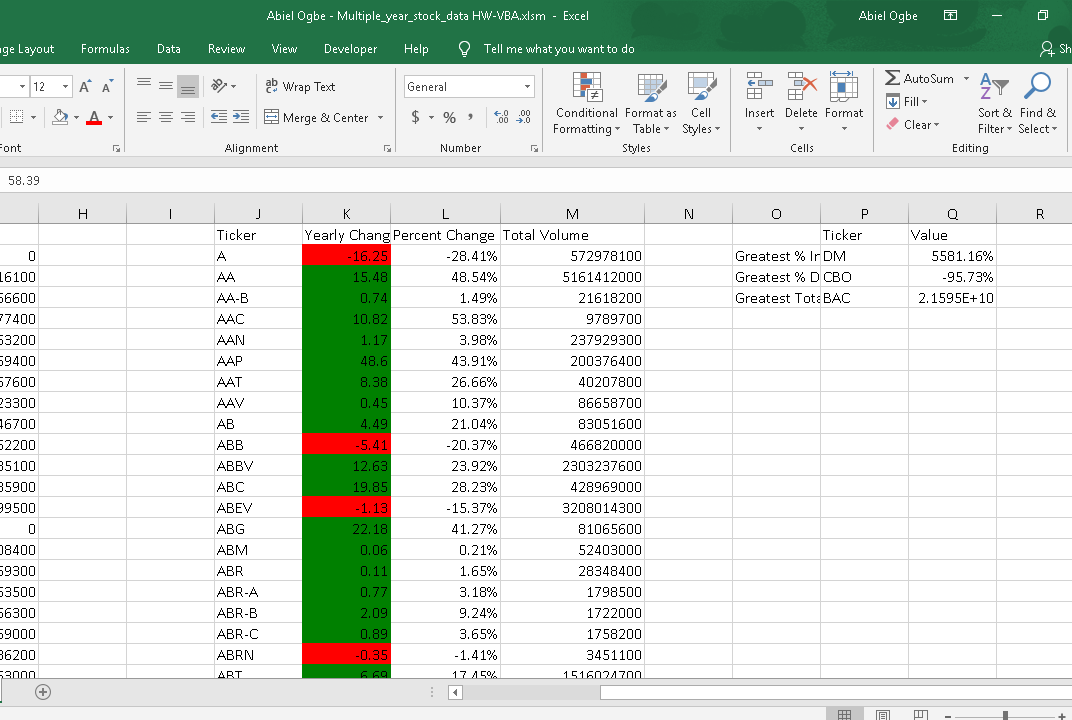 Abiel Ogbe - Multiple_year_stock_data HW-VBA.xlsm - Excel Abiel Ogbe
ge Layout Formulas Data Review View Developer Help Tell me what you want to do Sh
12 A A ab Wrap Text General AutoSum
Conditional Format as Cell Insert Delete Format Fill Sort & Find &
A Merge & Center $ % , Formatting Table Styles Clear Filter Select
Font Alignment Number Styles Cells Editing
58.39
H I J K L M N O P Q R
Ticker Yearly Chang Percent Change Total Volume Ticker Value
0 A -16.25 -28.41% 572978100 Greatest % In DM 5581.16%
16100 AA 15.48 48.54% 5161412000 Greatest % D CBO -95.73%
56600 AA-B 0.74 1.49% 21618200 Greatest Tota BAC 2.1595E+10
77400 AAC 10.82 53.83% 9789700
53200 AAN 1.17 3.98% 237929300
59400 AAP 48.6 43.91% 200376400
57600 AAT 8.38 26.66% 40207800
23300 AAV 0.45 10.37% 86658700
46700 AB 4.49 21.04% 83051600
52200 ABB -5.41 -20.37% 466820000
35100 ABBV 12.63 23.92% 2303237600
35900 ABC 19.85 28.23% 428969000
99500 ABEV -1.13 -15.37% 3208014300
0 ABG 22.18 41.27% 81065600
08400 ABM 0.06 0.21% 52403000
59300 ABR 0.11 1.65% 28348400
53500 ABR-A 0.77 3.18% 1798500
56300 ABR-B 2.09 9.24% 1722000
59000 ABR-C 0.89 3.65% 1758200
36200 ABRN -0.35 -1.41% 3451100
53000 ABT 6.69 17.45% 1516024700